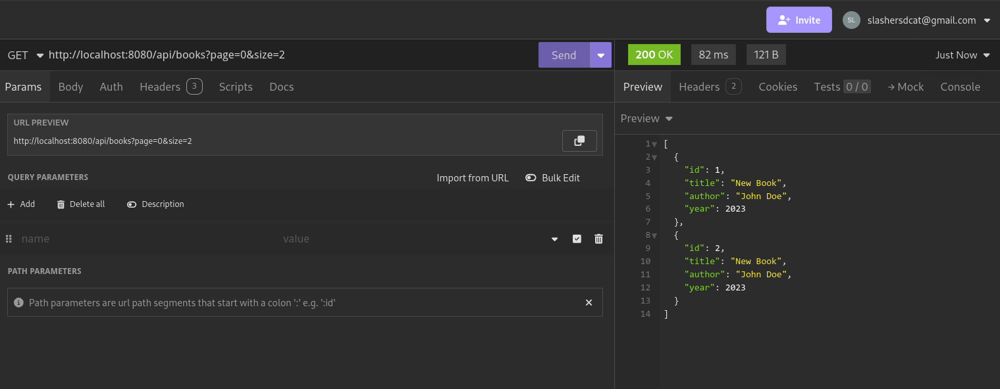 Invite
SL
slashersdcat@gmail.com
GET http://localhost:8080/api/books?page=0&size=2
Send
200 OK
82 ms
121 B
Just Now
Params
Body
Auth
Headers 3
Scripts
Docs
Preview
Headers 2
Cookies
Tests 0 / 0
→ Mock
Console
URL PREVIEW
http://localhost:8080/api/books?page=0&size=2
QUERY PARAMETERS
Import from URL
Bulk Edit
+ Add
Delete all
Description
name
value
PATH PARAMETERS
Path parameters are url path segments that start with a colon ':' e.g. ':id'
Preview
1 [
2 {
3 "id": 1,
4 "title": "New Book",
5 "author": "John Doe",
6 "year": 2023
7 },
8 {
9 "id": 2,
10 "title": "New Book",
11 "author": "John Doe",
12 "year": 2023
13 }
14 ]